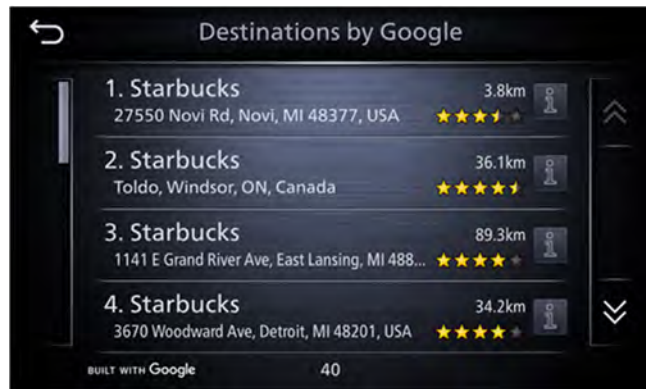 Destinations by Google
1. Starbucks 3.8km
27550 Novi Rd, Novi, MI 48377, USA
2. Starbucks 36.1km
Toldo, Windsor, ON, Canada
3. Starbucks 89.3km
1141 E Grand River Ave, East Lansing, MI 488...
4. Starbucks 34.2km
3670 Woodward Ave, Detroit, MI 48201, USA
BUILT WITH Google 40